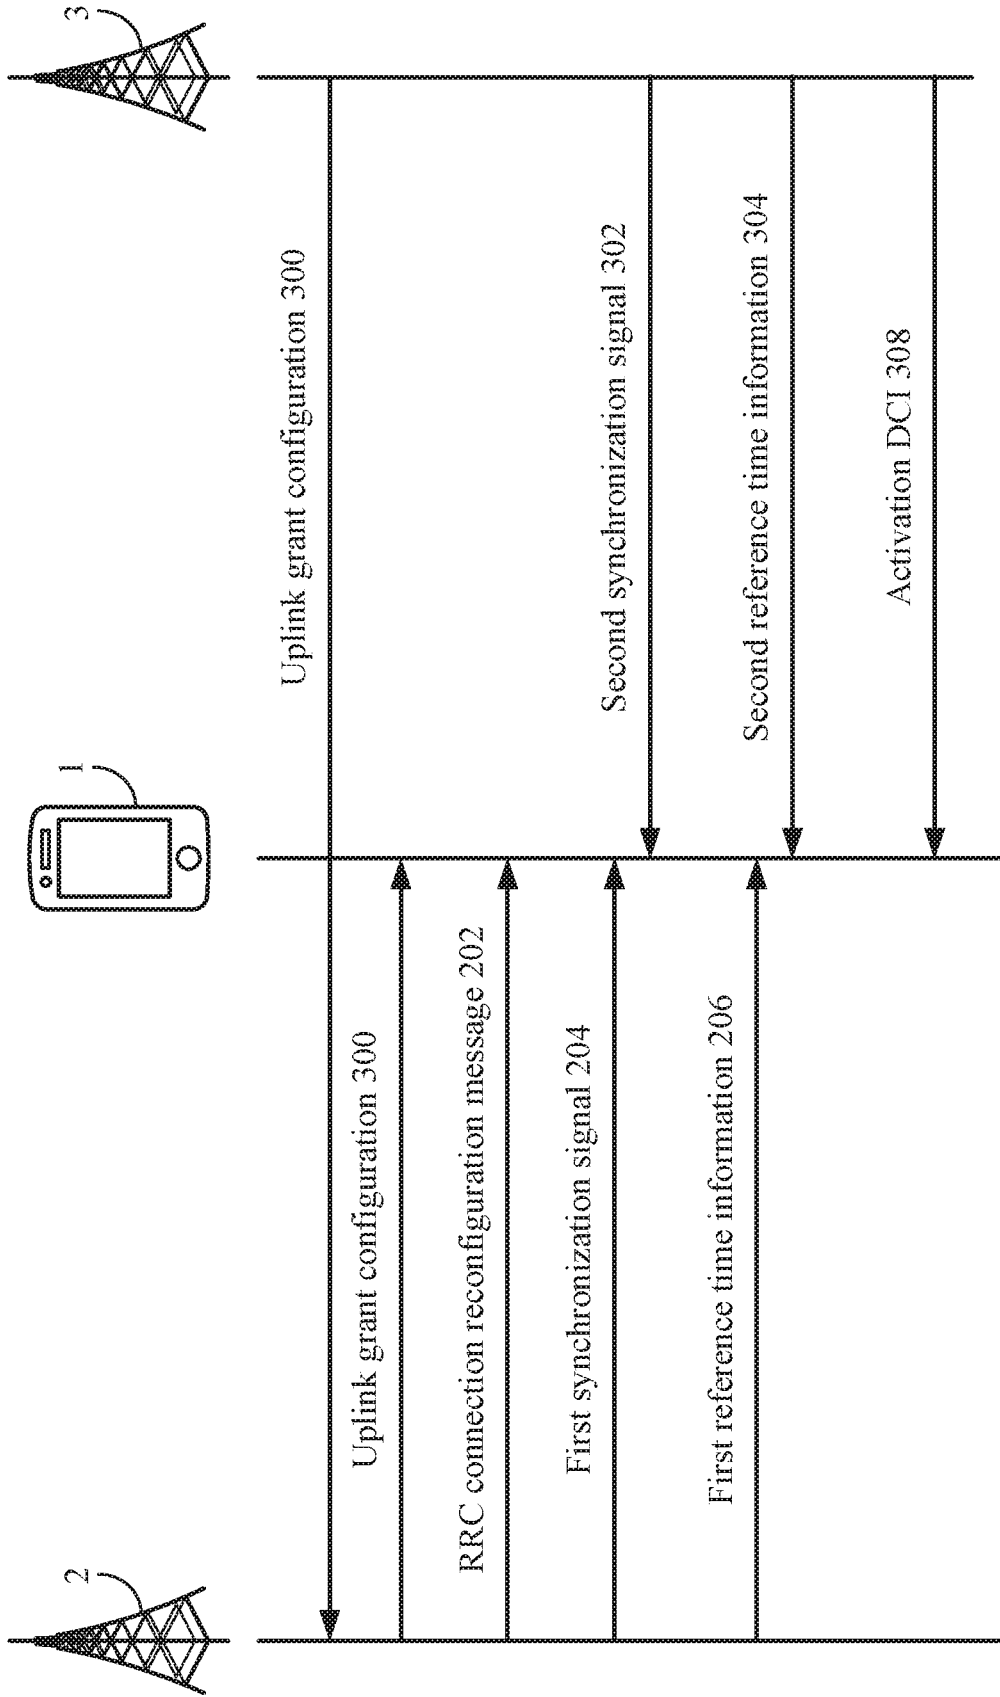 2
1
3
Uplink grant configuration 300
Uplink grant configuration 300
RRC connection reconfiguration message 202
First synchronization signal 204
Second synchronization signal 302
First reference time information 206
Second reference time information 304
Activation DCI 308